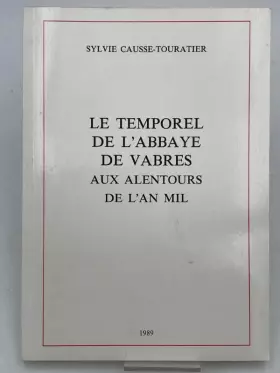 SYLVIE CAUSSE-TOURATIER
LE TEMPOREL
DE L'ABBAYE
DE VABRES
AUX ALENTOURS
DE L'AN MIL
1989